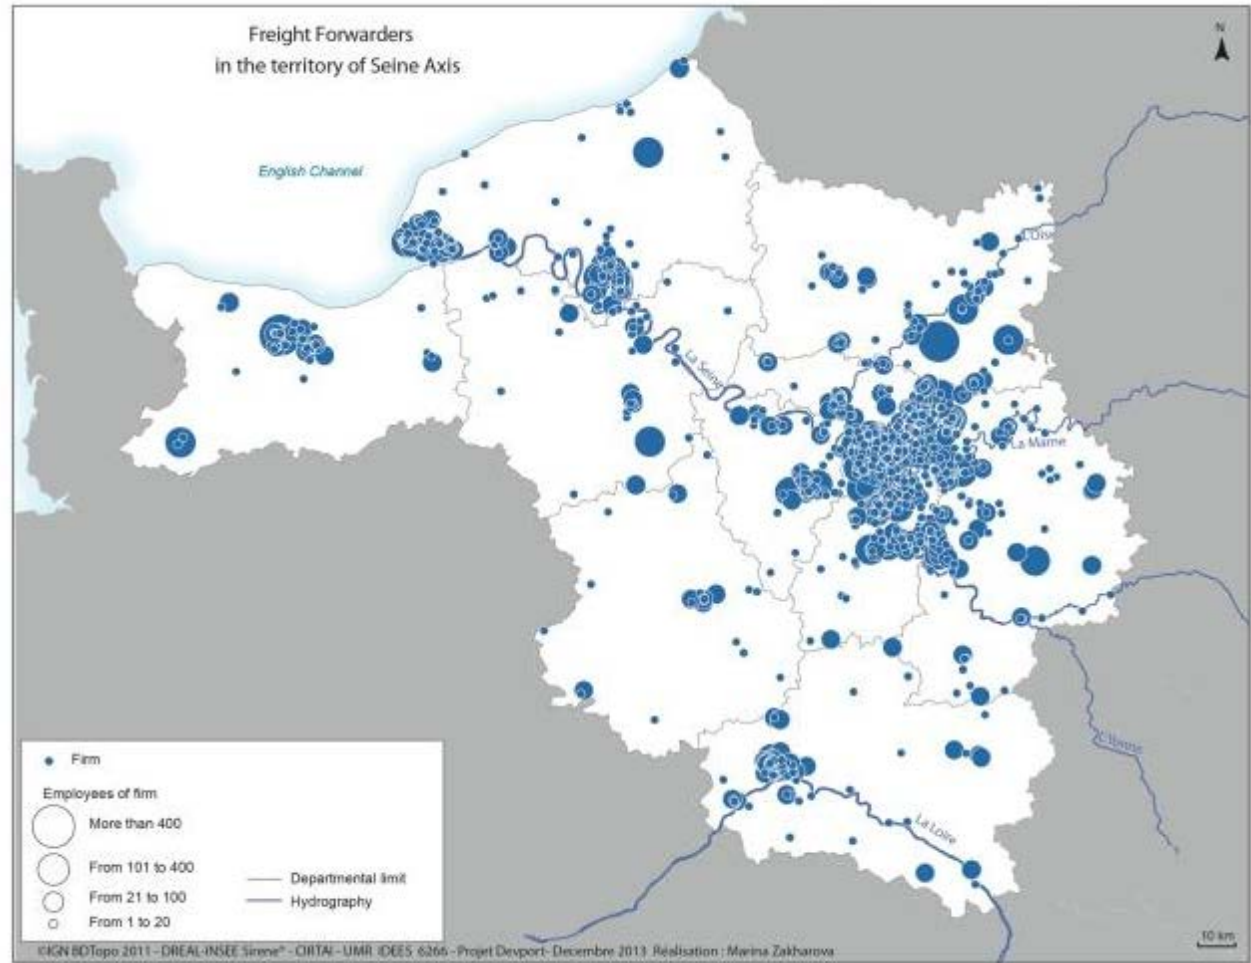 Freight Forwarders
in the territory of Seine Axis
N
English Channel
L'Oise
La Seine
La Marne
L'Yonne
La Loire
Firm
Employees of firm
More than 400
From 101 to 400
From 21 to 100
From 1 to 20
Departmental limit
Hydrography
10 km
©IGN BDTopo 2011 - DREAL-INSEE Sirene® - CIRTAI - UMR IDEES 6266 - Projet Devport- Decembre 2013 Réalisation : Marina Zakharova